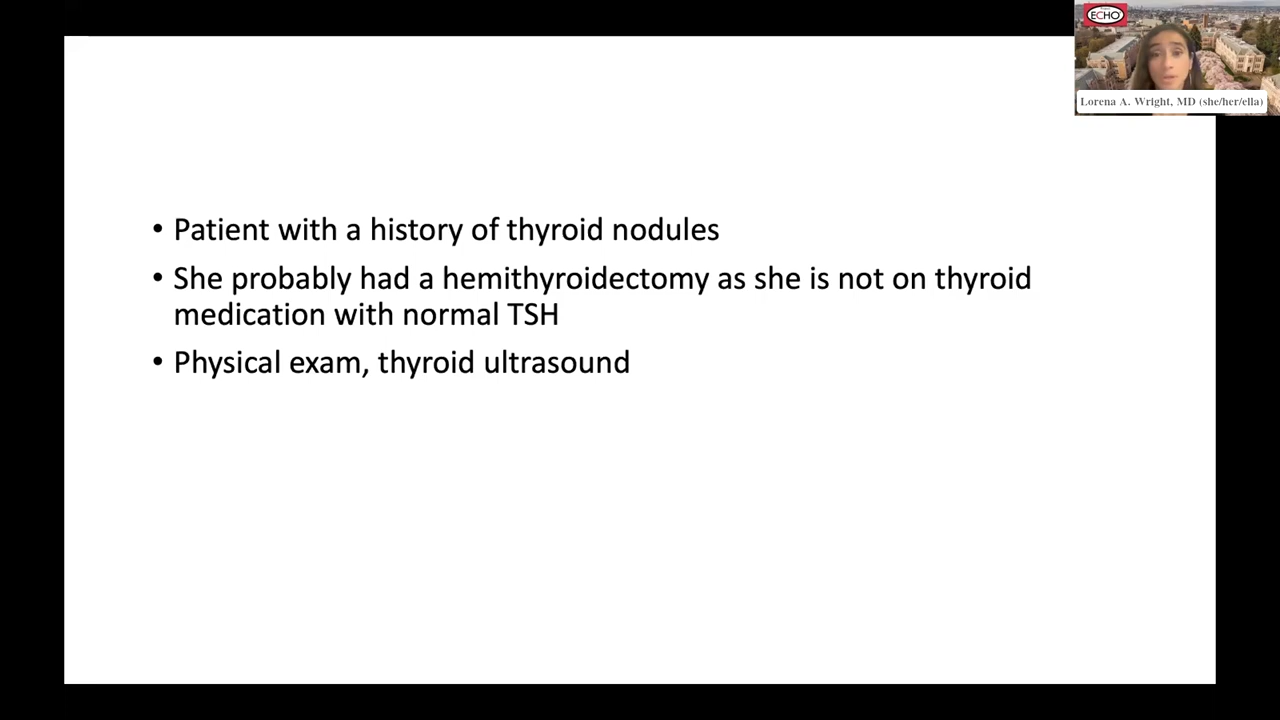 ECHO
Lorena A. Wright, MD (she/her/ella)
• Patient with a history of thyroid nodules
• She probably had a hemithyroidectomy as she is not on thyroid
medication with normal TSH
• Physical exam, thyroid ultrasound